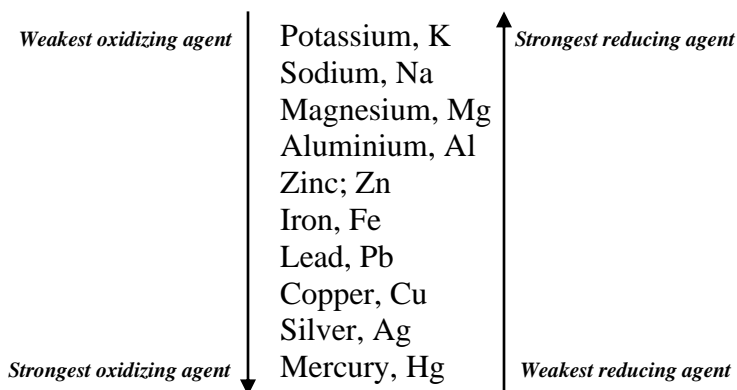 Weakest oxidizing agent
Potassium, K
Strongest reducing agent
Sodium, Na
Magnesium, Mg
Aluminium, Al
Zinc; Zn
Iron, Fe
Lead, Pb
Copper, Cu
Silver, Ag
Strongest oxidizing agent
Mercury, Hg
Weakest reducing agent